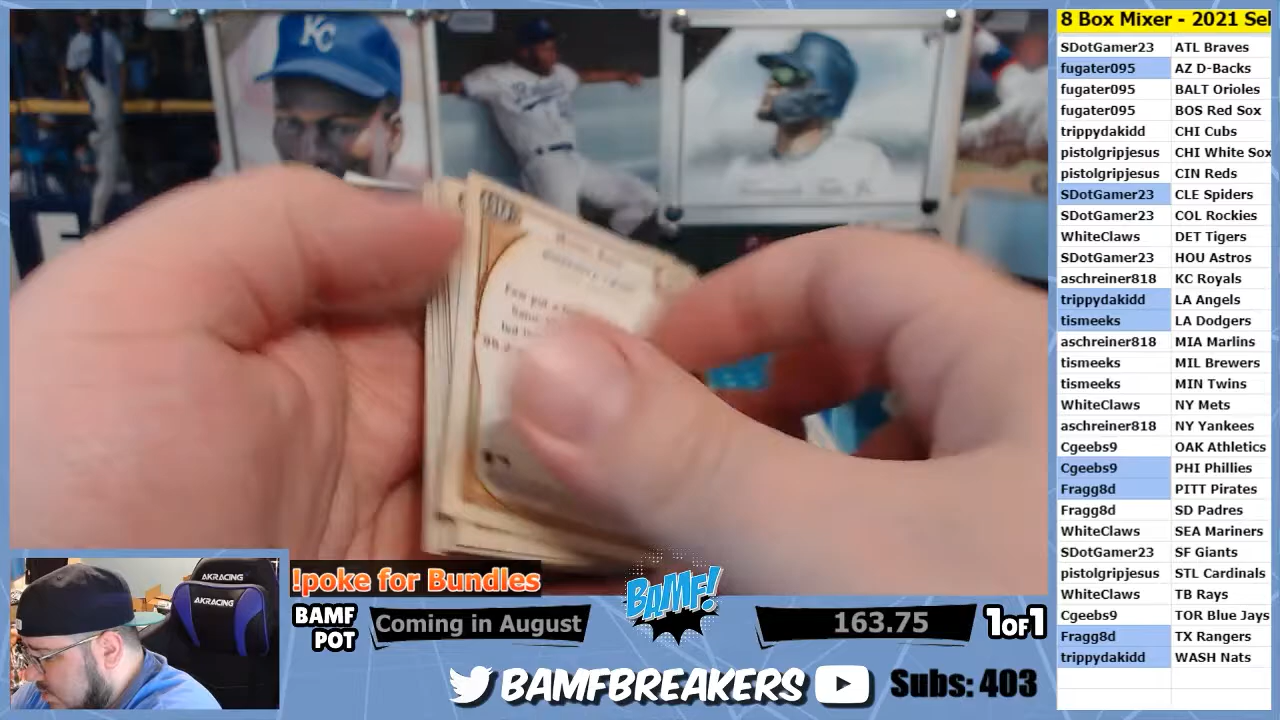 8 Box Mixer - 2021 Sel
SDotGamer23 ATL Braves
fugater095 AZ D-Backs
fugater095 BALT Orioles
fugater095 BOS Red Sox
trippydakidd CHI Cubs
pistolgripjesus CHI White Sox
pistolgripjesus CIN Reds
SDotGamer23 CLE Spiders
SDotGamer23 COL Rockies
WhiteClaws DET Tigers
SDotGamer23 HOU Astros
aschreiner818 KC Royals
trippydakidd LA Angels
tismeeks LA Dodgers
aschreiner818 MIA Marlins
tismeeks MIL Brewers
tismeeks MIN Twins
WhiteClaws NY Mets
aschreiner818 NY Yankees
Cgeebs9 OAK Athletics
Cgeebs9 PHI Phillies
Fragg8d PITT Pirates
Fragg8d SD Padres
WhiteClaws SEA Mariners
SDotGamer23 SF Giants
pistolgripjesus STL Cardinals
WhiteClaws TB Rays
Cgeebs9 TOR Blue Jays
Fragg8d TX Rangers
trippydakidd WASH Nats
KC
AKRACING
AKRACING
!poke for Bundles
BAMF POT
Coming in August
BAMF!
163.75
1OF1
BAMFBREAKERS
Subs: 403